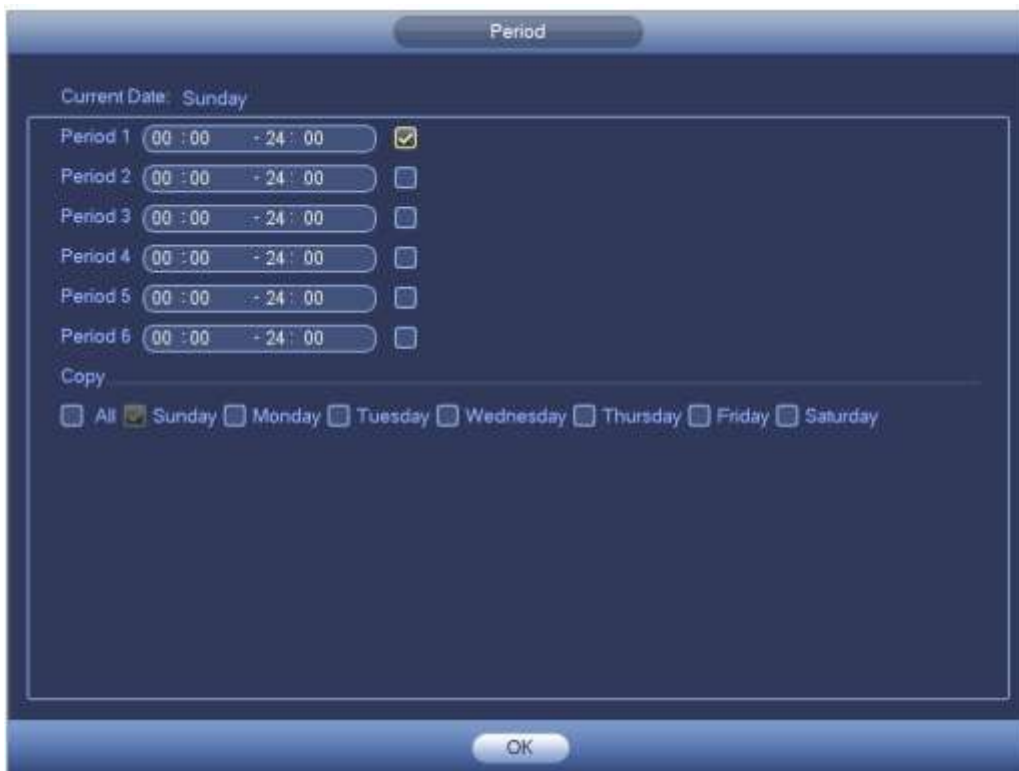 Period
Current Date: Sunday
Period 1 00 : 00 - 24 : 00
Period 2 00 : 00 - 24 : 00
Period 3 00 : 00 - 24 : 00
Period 4 00 : 00 - 24 : 00
Period 5 00 : 00 - 24 : 00
Period 6 00 : 00 - 24 : 00
Copy
All Sunday Monday Tuesday Wednesday Thursday Friday Saturday
OK